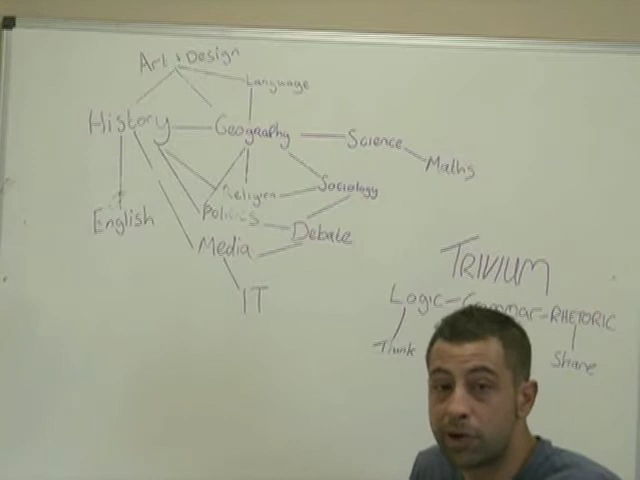 Art & Design
Language
History
Geography
Science
Maths
Religion
Sociology
English
Politics
Debate
Media
IT
TRIVIUM
Logic - Grammar - RHETORIC
Think
Share